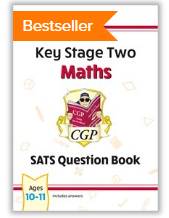 Bestseller
Key Stage Two
Maths
CGP
SATS Question Book
Ages
10-11
Includes answers